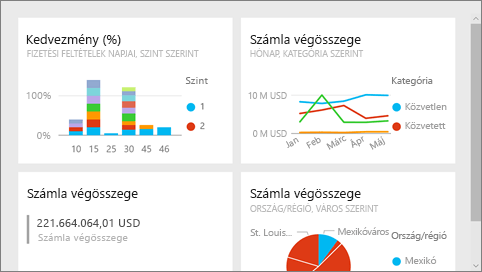 Kedvezmény (%)
FIZETÉSI FELTÉTELEK NAPJAI, SZINT SZERINT
Szint
100%
1
2
0%
10 15 25 30 45 46
Számla végösszege
HÓNAP, KATEGÓRIA SZERINT
Kategória
10 M USD
Közvetlen
Közvetett
0 M USD
Jan Feb Márc Ápr Máj
Számla végösszege
221.664.064,01 USD
Számla végösszege
Számla végösszege
ORSZÁG/RÉGIÓ, VÁROS SZERINT
St. Louis... Mexikóváros
Ország/régió
Mexikó